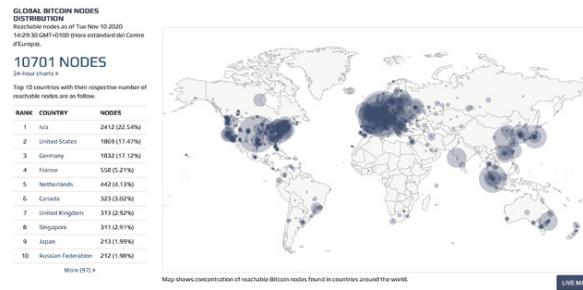 GLOBAL BITCOIN NODES
DISTRIBUTION
Reachable nodes as of Tue Nov 10 2020
14:29:30 GMT+0100 (Hora estándard del Centre
d'Europa).
10701 NODES
24-hour charts »
Top 10 countries with their respective number of
reachable nodes are as follow.
RANK COUNTRY NODES
1 n/a 2412 (22.54%)
2 United States 1869 (17.47%)
3 Germany 1832 (17.12%)
4 France 558 (5.21%)
5 Netherlands 442 (4.13%)
6 Canada 323 (3.02%)
7 United Kingdom 313 (2.92%)
8 Singapore 311 (2.91%)
9 Japan 213 (1.99%)
10 Russian Federation 212 (1.98%)
More (97) »
Map shows concentration of reachable Bitcoin nodes found in countries around the world.
LIVE M